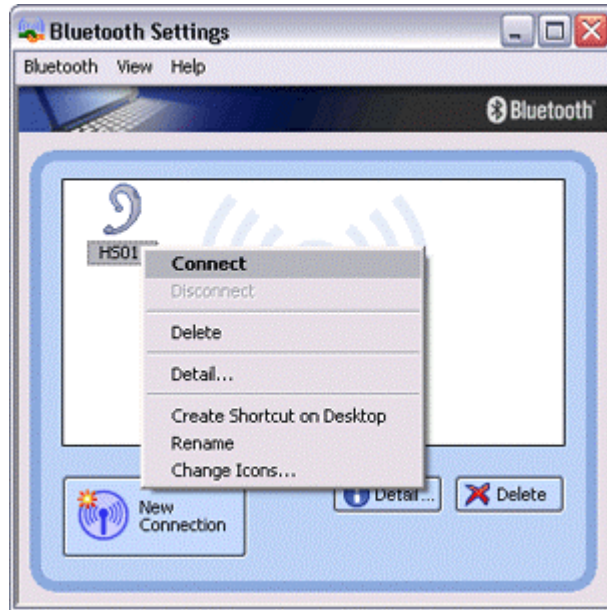 Bluetooth Settings
Bluetooth View Help
Bluetooth
HS01
Connect
Disconnect
Delete
Detail...
Create Shortcut on Desktop
Rename
Change Icons...
New
Connection
Detail...
Delete